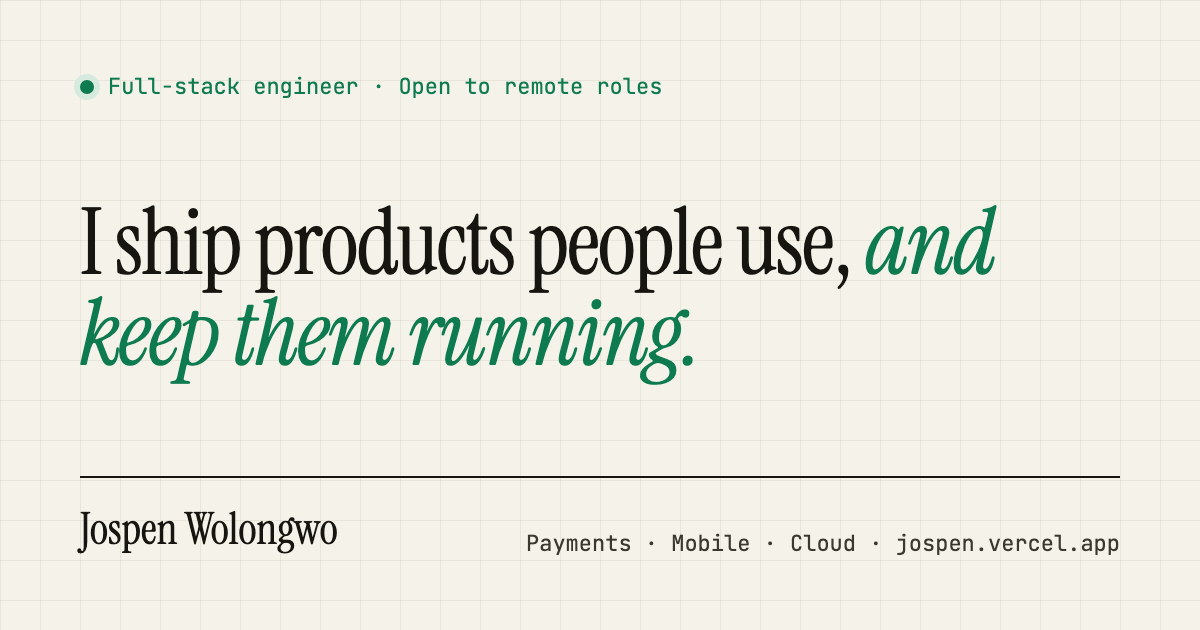 Full-stack engineer · Open to remote roles
I ship products people use, and
keep them running.
Jospen Wolongwo
Payments · Mobile · Cloud · jospen.vercel.app